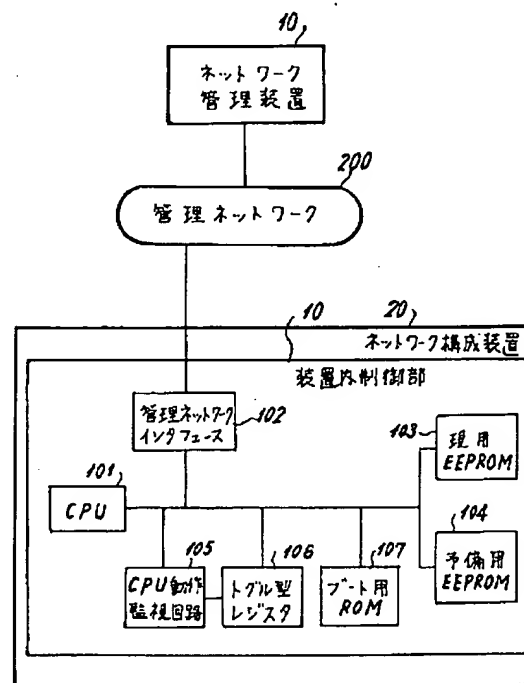 10
ネットワーク
管理装置
200
管理ネットワーク
10
20
ネットワーク構成装置
装置内制御部
管理ネットワーク
インタフェース
102
103
現用
EEPROM
101
CPU
104
予備用
EEPROM
105
CPU動作
監視回路
106
トグル型
レジスタ
107
ブート用
ROM